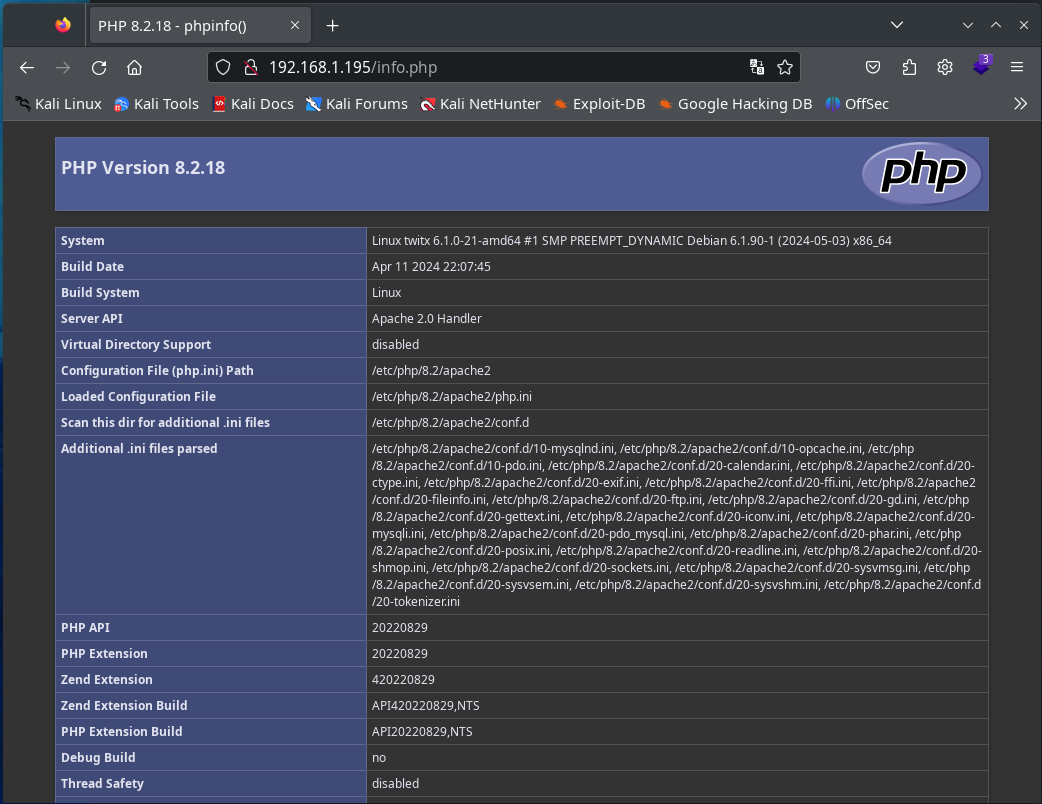 PHP 8.2.18 - phpinfo()
192.168.1.195/info.php
3
Kali Linux Kali Tools Kali Docs Kali Forums Kali NetHunter Exploit-DB Google Hacking DB OffSec
PHP Version 8.2.18
php
System Linux twitx 6.1.0-21-amd64 #1 SMP PREEMPT_DYNAMIC Debian 6.1.90-1 (2024-05-03) x86_64
Build Date Apr 11 2024 22:07:45
Build System Linux
Server API Apache 2.0 Handler
Virtual Directory Support disabled
Configuration File (php.ini) Path /etc/php/8.2/apache2
Loaded Configuration File /etc/php/8.2/apache2/php.ini
Scan this dir for additional .ini files /etc/php/8.2/apache2/conf.d
Additional .ini files parsed /etc/php/8.2/apache2/conf.d/10-mysqlnd.ini, /etc/php/8.2/apache2/conf.d/10-opcache.ini, /etc/php
/8.2/apache2/conf.d/10-pdo.ini, /etc/php/8.2/apache2/conf.d/20-calendar.ini, /etc/php/8.2/apache2/conf.d/20-
ctype.ini, /etc/php/8.2/apache2/conf.d/20-exif.ini, /etc/php/8.2/apache2/conf.d/20-ffi.ini, /etc/php/8.2/apache2
/conf.d/20-fileinfo.ini, /etc/php/8.2/apache2/conf.d/20-ftp.ini, /etc/php/8.2/apache2/conf.d/20-gd.ini, /etc/php
/8.2/apache2/conf.d/20-gettext.ini, /etc/php/8.2/apache2/conf.d/20-iconv.ini, /etc/php/8.2/apache2/conf.d/20-
mysqli.ini, /etc/php/8.2/apache2/conf.d/20-pdo_mysql.ini, /etc/php/8.2/apache2/conf.d/20-phar.ini, /etc/php
/8.2/apache2/conf.d/20-posix.ini, /etc/php/8.2/apache2/conf.d/20-readline.ini, /etc/php/8.2/apache2/conf.d/20-
shmop.ini, /etc/php/8.2/apache2/conf.d/20-sockets.ini, /etc/php/8.2/apache2/conf.d/20-sysvmsg.ini, /etc/php
/8.2/apache2/conf.d/20-sysvsem.ini, /etc/php/8.2/apache2/conf.d/20-sysvshm.ini, /etc/php/8.2/apache2/conf.d
/20-tokenizer.ini
PHP API 20220829
PHP Extension 20220829
Zend Extension 420220829
Zend Extension Build API420220829,NTS
PHP Extension Build API20220829,NTS
Debug Build no
Thread Safety disabled